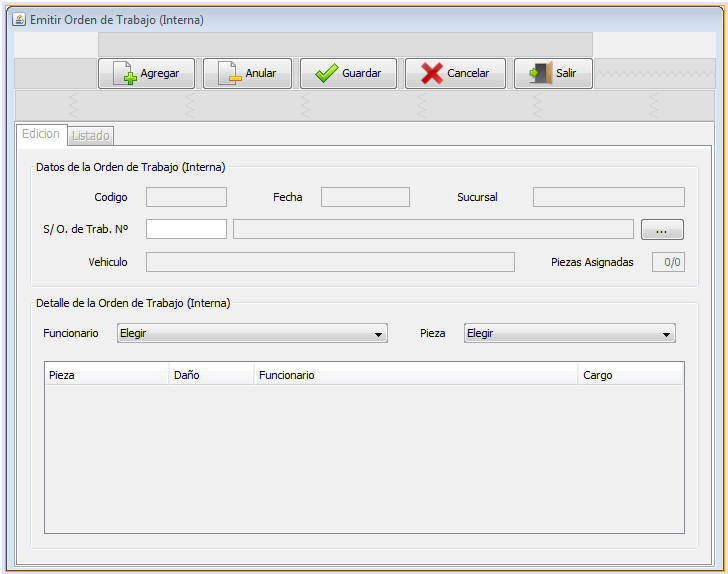 Emitir Orden de Trabajo (Interna)
Agregar Anular Guardar Cancelar Salir
Edicion Listado
Datos de la Orden de Trabajo (Interna)
Codigo Fecha Sucursal
S/ O. de Trab. Nº ...
Vehiculo Piezas Asignadas 0/0
Detalle de la Orden de Trabajo (Interna)
Funcionario Elegir Pieza Elegir
Pieza Daño Funcionario Cargo